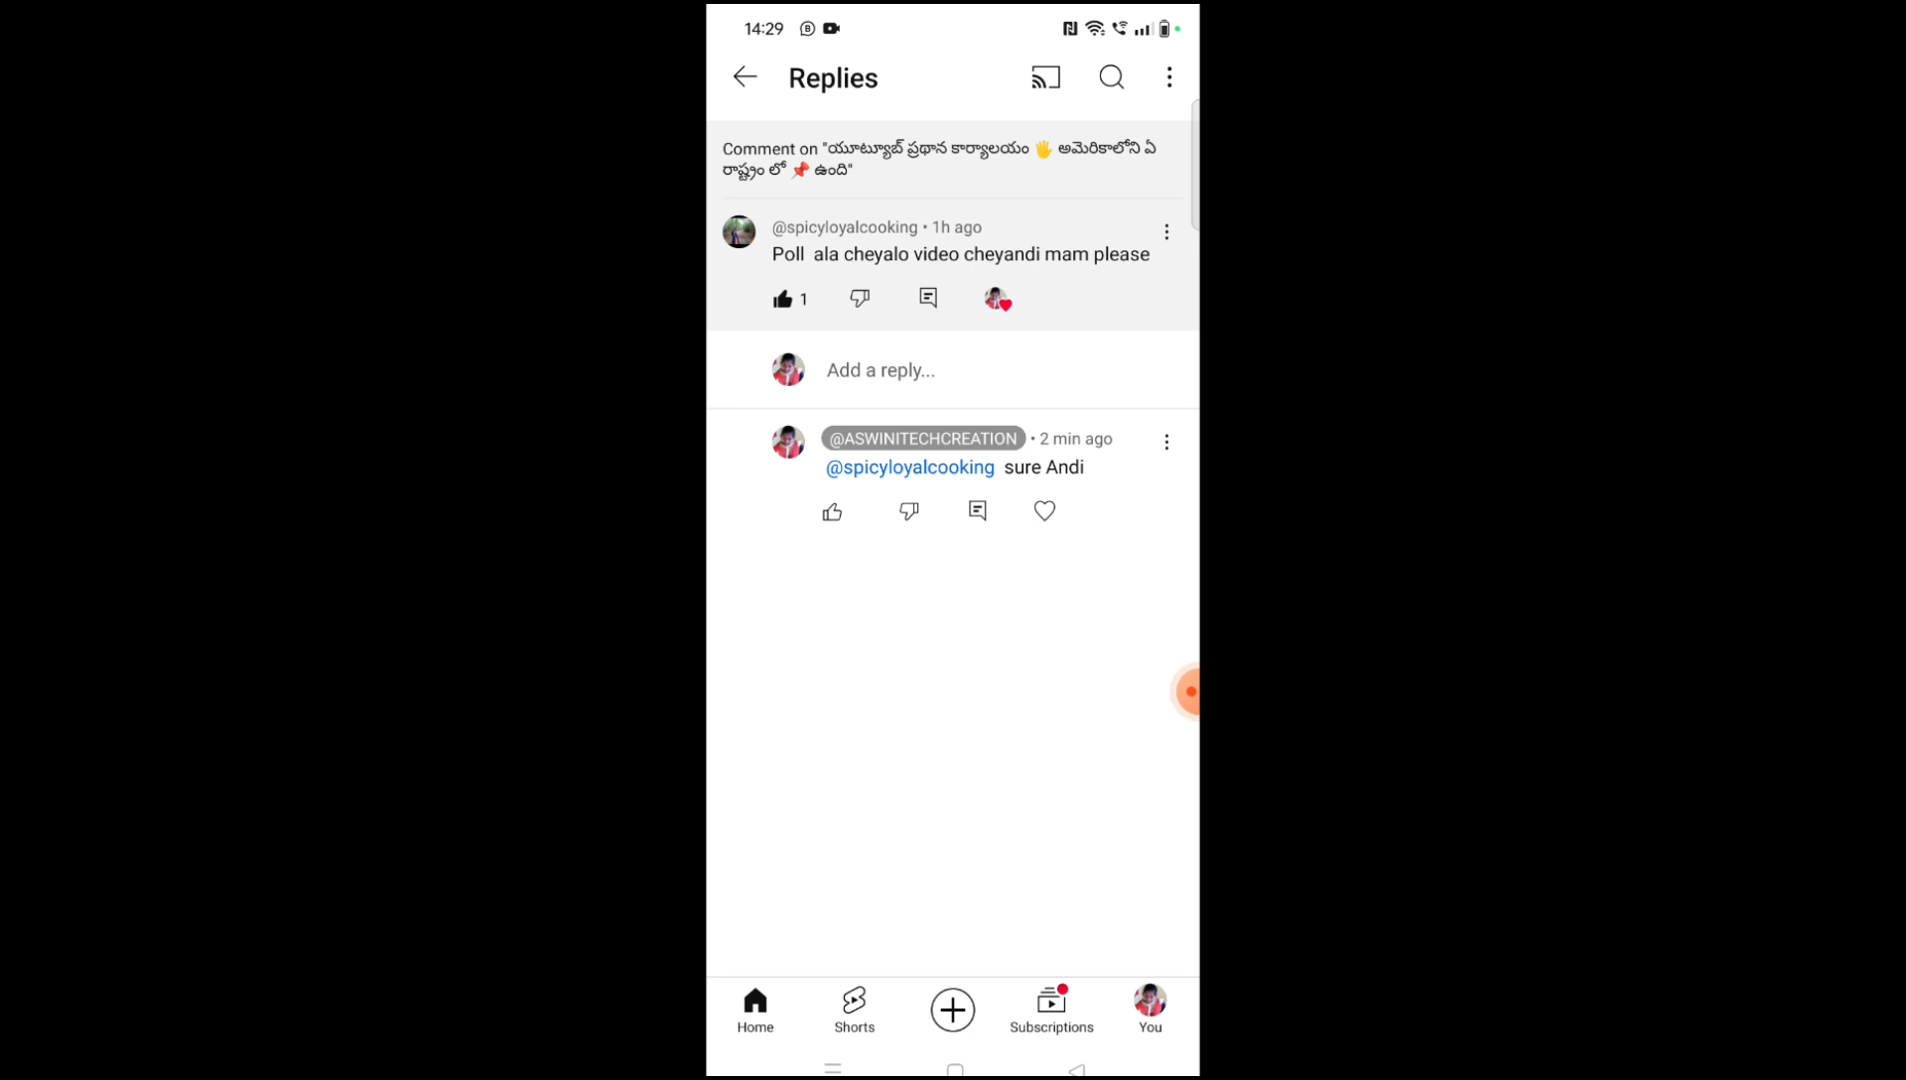 14:29
Replies
Comment on "యూట్యూబ్ ప్రథాన కార్యాలయం 🖐 అమెరికాలోని ఏ
రాష్ట్రం లో 📌 ఉంది"
@spicyloyalcooking • 1h ago
Poll ala cheyalo video cheyandi mam please
1
Add a reply...
@ASWINITECHCREATION • 2 min ago
@spicyloyalcooking sure Andi
Home Shorts Subscriptions You